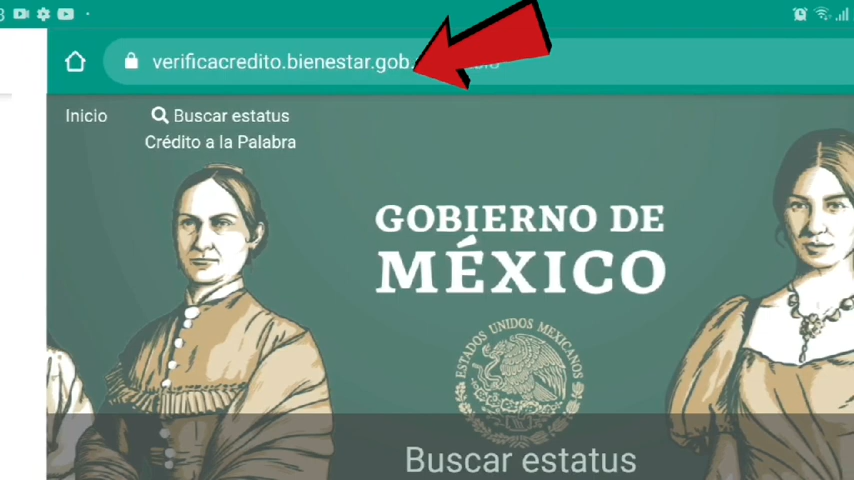 verificacredito.bienestar.gob.
Inicio
Buscar estatus
Crédito a la Palabra
GOBIERNO DE
MÉXICO
ESTADOS UNIDOS MEXICANOS
Buscar estatus